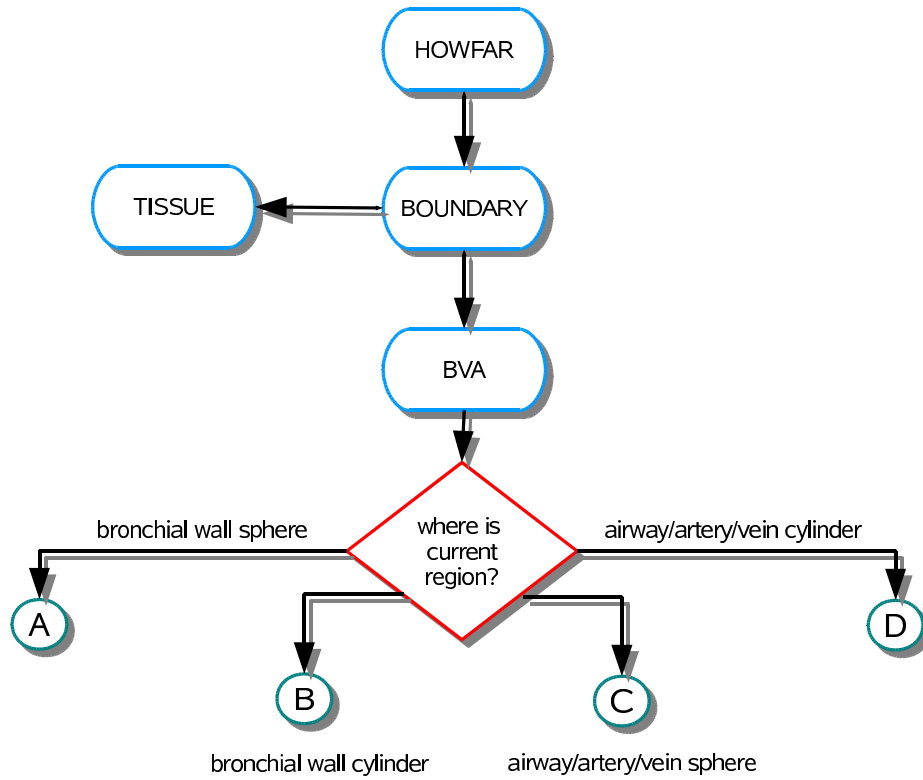 HOWFAR
TISSUE
BOUNDARY
BVA
bronchial wall sphere
where is
current
region?
airway/artery/vein cylinder
A
B
C
D
bronchial wall cylinder
airway/artery/vein sphere